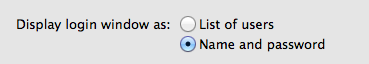 Display login window as: List of users
Name and password